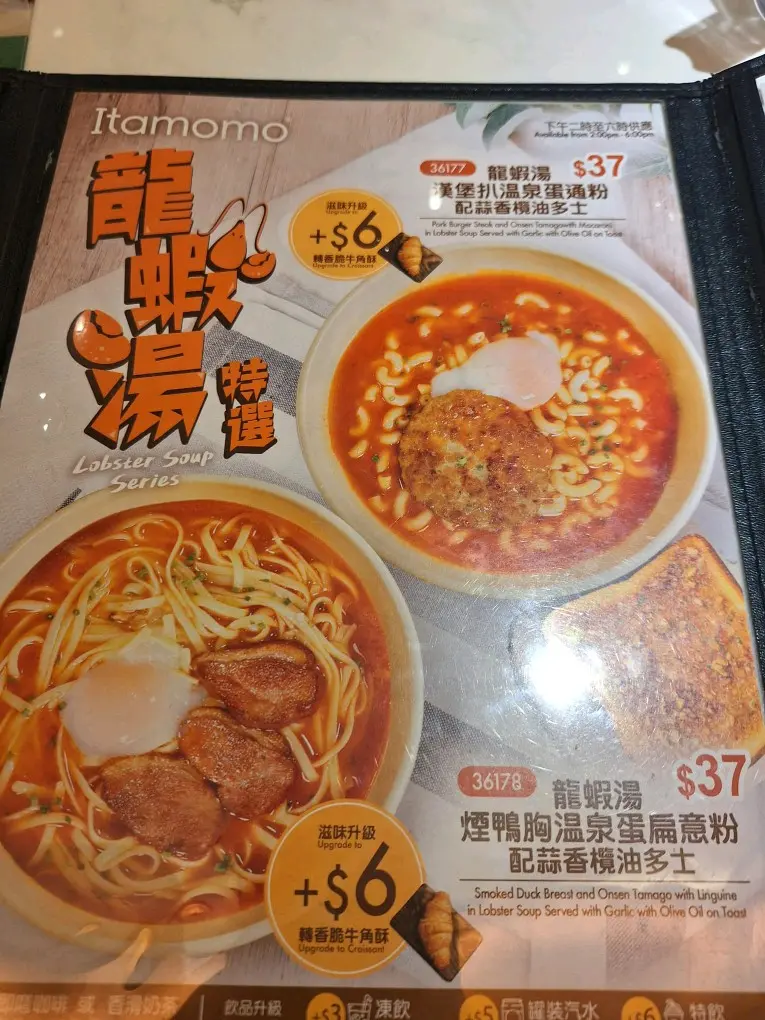 Itamomo
龍蝦湯
特選
Lobster Soup
Series
下午二時至六時供應
Available from 2:00pm - 6:00pm
36177
龍蝦湯
$37
漢堡扒溫泉蛋通粉
配蒜香欖油多士
Pork Burger Steak and Onsen Tamagowith Macaroni
in Lobster Soup Served with Garlic with Olive Oil on Toast
滋味升級
Upgrade to
+$6
轉香脆牛角酥
Upgrade to Croissant
36178
龍蝦湯
$37
煙鴨胸溫泉蛋扁意粉
配蒜香欖油多士
Smoked Duck Breast and Onsen Tamago with Linguine
in Lobster Soup Served with Garlic with Olive Oil on Toast
滋味升級
Upgrade to
+$6
轉香脆牛角酥
Upgrade to Croissant
咖啡 或 香滑奶茶
飲品升級
+$3 凍飲
+$5 罐裝汽水
+$6 特飲